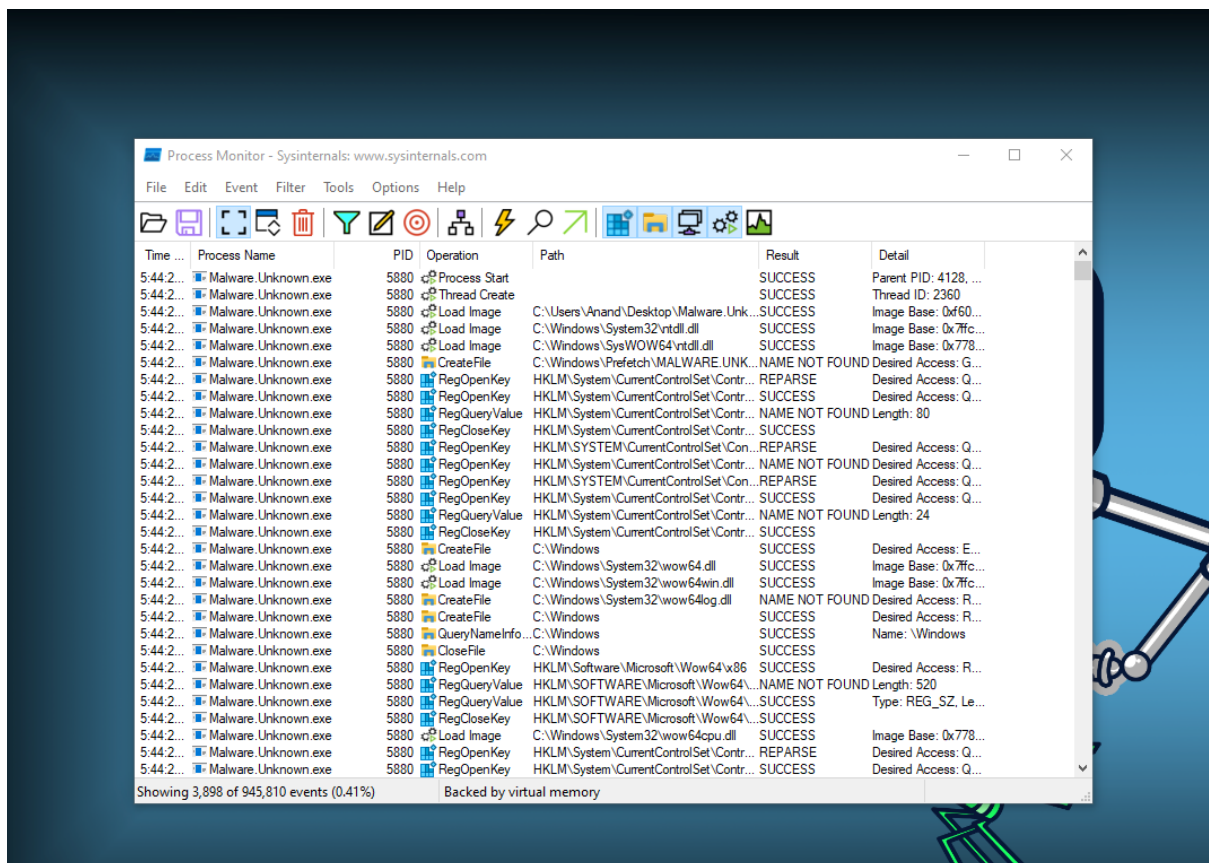 Process Monitor - Sysinternals: www.sysinternals.com
File Edit Event Filter Tools Options Help
Time ... Process Name PID Operation Path Result Detail
5:44:2... Malware.Unknown.exe 5880 Process Start SUCCESS Parent PID: 4128, ...
5:44:2... Malware.Unknown.exe 5880 Thread Create SUCCESS Thread ID: 2360
5:44:2... Malware.Unknown.exe 5880 Load Image C:\Users\Anand\Desktop\Malware.Unk... SUCCESS Image Base: 0xf60...
5:44:2... Malware.Unknown.exe 5880 Load Image C:\Windows\System32\ntdll.dll SUCCESS Image Base: 0x7ffc...
5:44:2... Malware.Unknown.exe 5880 Load Image C:\Windows\SysWOW64\ntdll.dll SUCCESS Image Base: 0x778...
5:44:2... Malware.Unknown.exe 5880 CreateFile C:\Windows\Prefetch\MALWARE.UNK... NAME NOT FOUND Desired Access: G...
5:44:2... Malware.Unknown.exe 5880 RegOpenKey HKLM\System\CurrentControlSet\Contr... REPARSE Desired Access: Q...
5:44:2... Malware.Unknown.exe 5880 RegOpenKey HKLM\System\CurrentControlSet\Contr... SUCCESS Desired Access: Q...
5:44:2... Malware.Unknown.exe 5880 RegQueryValue HKLM\System\CurrentControlSet\Contr... NAME NOT FOUND Length: 80
5:44:2... Malware.Unknown.exe 5880 RegCloseKey HKLM\System\CurrentControlSet\Contr... SUCCESS
5:44:2... Malware.Unknown.exe 5880 RegOpenKey HKLM\SYSTEM\CurrentControlSet\Con... REPARSE Desired Access: Q...
5:44:2... Malware.Unknown.exe 5880 RegOpenKey HKLM\System\CurrentControlSet\Contr... NAME NOT FOUND Desired Access: Q...
5:44:2... Malware.Unknown.exe 5880 RegOpenKey HKLM\SYSTEM\CurrentControlSet\Con... REPARSE Desired Access: Q...
5:44:2... Malware.Unknown.exe 5880 RegOpenKey HKLM\System\CurrentControlSet\Contr... SUCCESS Desired Access: Q...
5:44:2... Malware.Unknown.exe 5880 RegQueryValue HKLM\System\CurrentControlSet\Contr... NAME NOT FOUND Length: 24
5:44:2... Malware.Unknown.exe 5880 RegCloseKey HKLM\System\CurrentControlSet\Contr... SUCCESS
5:44:2... Malware.Unknown.exe 5880 CreateFile C:\Windows SUCCESS Desired Access: E...
5:44:2... Malware.Unknown.exe 5880 Load Image C:\Windows\System32\wow64.dll SUCCESS Image Base: 0x7ffc...
5:44:2... Malware.Unknown.exe 5880 Load Image C:\Windows\System32\wow64win.dll SUCCESS Image Base: 0x7ffc...
5:44:2... Malware.Unknown.exe 5880 CreateFile C:\Windows\System32\wow64log.dll NAME NOT FOUND Desired Access: R...
5:44:2... Malware.Unknown.exe 5880 CreateFile C:\Windows SUCCESS Desired Access: R...
5:44:2... Malware.Unknown.exe 5880 QueryNameInfo... C:\Windows SUCCESS Name: \Windows
5:44:2... Malware.Unknown.exe 5880 CloseFile C:\Windows SUCCESS
5:44:2... Malware.Unknown.exe 5880 RegOpenKey HKLM\Software\Microsoft\Wow64\x86 SUCCESS Desired Access: R...
5:44:2... Malware.Unknown.exe 5880 RegQueryValue HKLM\SOFTWARE\Microsoft\Wow64\... NAME NOT FOUND Length: 520
5:44:2... Malware.Unknown.exe 5880 RegQueryValue HKLM\SOFTWARE\Microsoft\Wow64\... SUCCESS Type: REG_SZ, Le...
5:44:2... Malware.Unknown.exe 5880 RegCloseKey HKLM\SOFTWARE\Microsoft\Wow64\... SUCCESS
5:44:2... Malware.Unknown.exe 5880 Load Image C:\Windows\System32\wow64cpu.dll SUCCESS Image Base: 0x778...
5:44:2... Malware.Unknown.exe 5880 RegOpenKey HKLM\System\CurrentControlSet\Contr... REPARSE Desired Access: Q...
5:44:2... Malware.Unknown.exe 5880 RegOpenKey HKLM\System\CurrentControlSet\Contr... SUCCESS Desired Access: Q...
Showing 3,898 of 945,810 events (0.41%) Backed by virtual memory